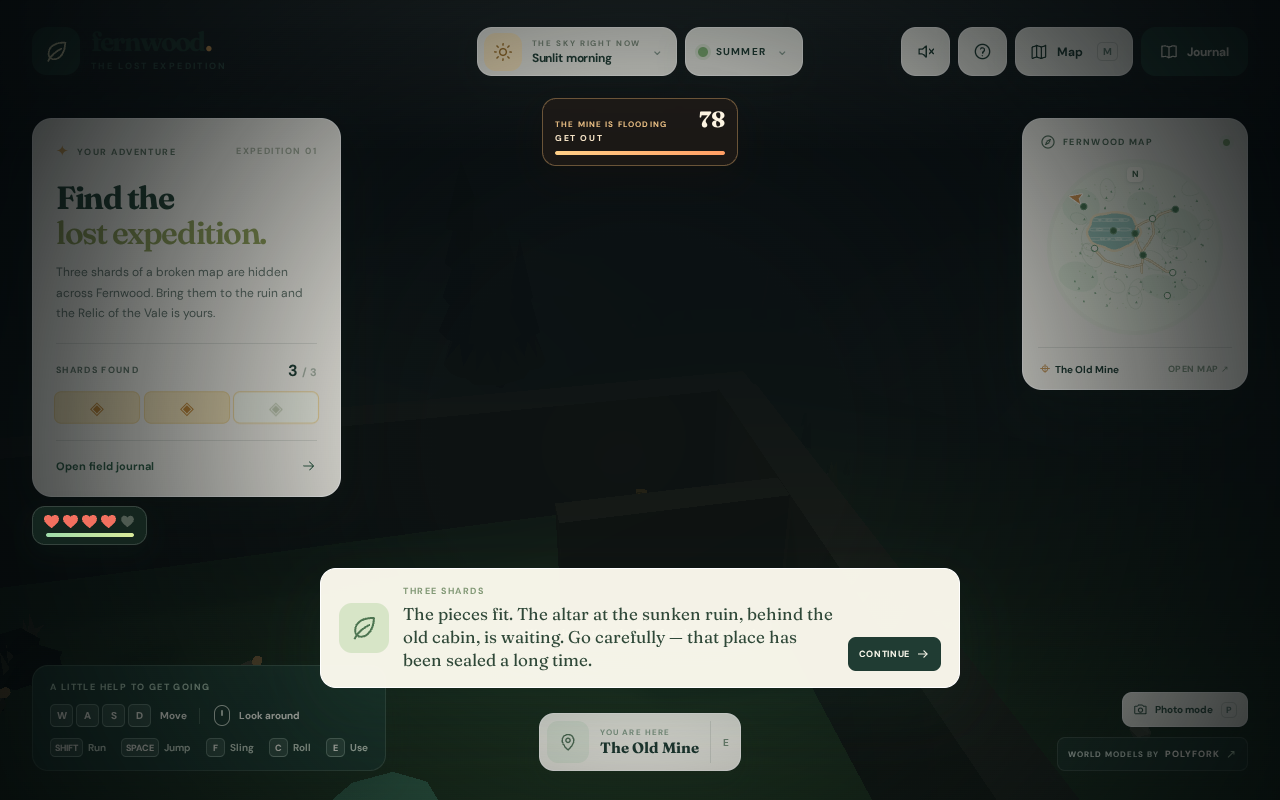 fernwood.
THE LOST EXPEDITION
THE SKY RIGHT NOW
Sunlit morning
SUMMER
Map M
Journal
THE MINE IS FLOODING
GET OUT
78
YOUR ADVENTURE
EXPEDITION 01
Find the
lost expedition.
Three shards of a broken map are hidden
across Fernwood. Bring them to the ruin and
the Relic of the Vale is yours.
SHARDS FOUND
3 / 3
Open field journal
FERNWOOD MAP
N
The Old Mine
OPEN MAP ↗
THREE SHARDS
The pieces fit. The altar at the sunken ruin, behind the
old cabin, is waiting. Go carefully — that place has
been sealed a long time.
CONTINUE →
A LITTLE HELP TO GET GOING
W A S D Move
Look around
SHIFT Run SPACE Jump F Sling C Roll E Use
YOU ARE HERE
The Old Mine
E
Photo mode P
WORLD MODELS BY POLYFORK ↗